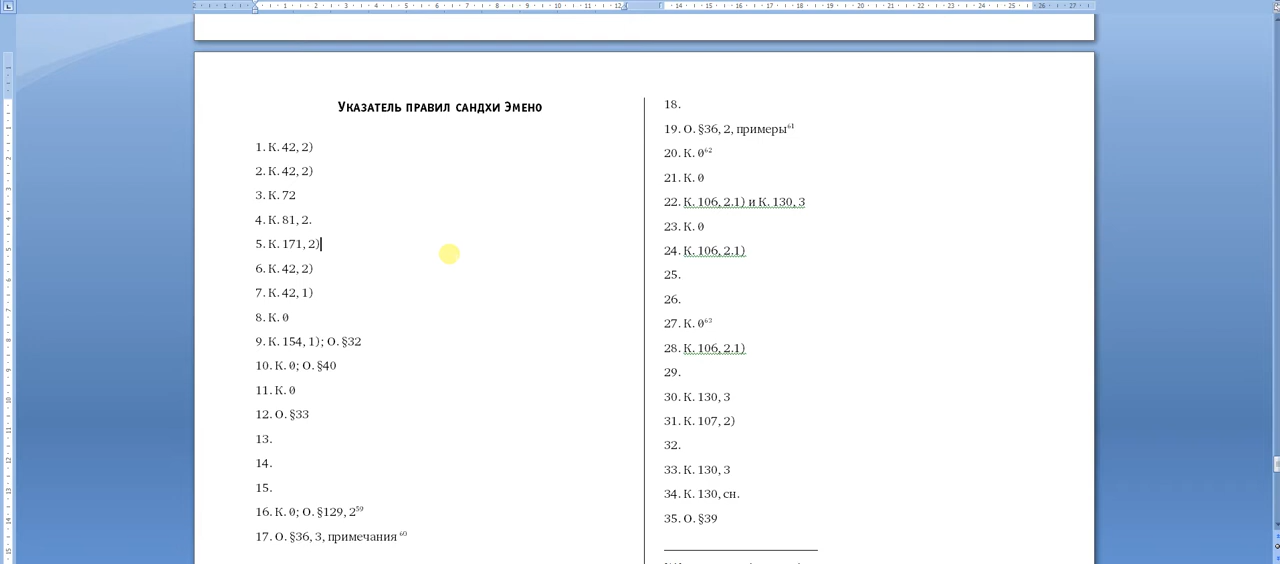 Указатель правил сандхи Эмено
1. К. 42, 2)
2. К. 42, 2)
3. К. 72
4. К. 81, 2.
5. К. 171, 2)
6. К. 42, 2)
7. К. 42, 1)
8. К. 0
9. К. 154, 1); О. §32
10. К. 0; О. §40
11. К. 0
12. О. §33
13.
14.
15.
16. К. 0; О. §129, 2⁵⁹
17. О. §36, 3, примечания ⁶⁰
18.
19. О. §36, 2, примеры⁶¹
20. К. 0⁶²
21. К. 0
22. К. 106, 2.1) и К. 130, 3
23. К. 0
24. К. 106, 2.1)
25.
26.
27. К. 0⁶³
28. К. 106, 2.1)
29.
30. К. 130, 3
31. К. 107, 2)
32.
33. К. 130, 3
34. К. 130, сн.
35. О. §39